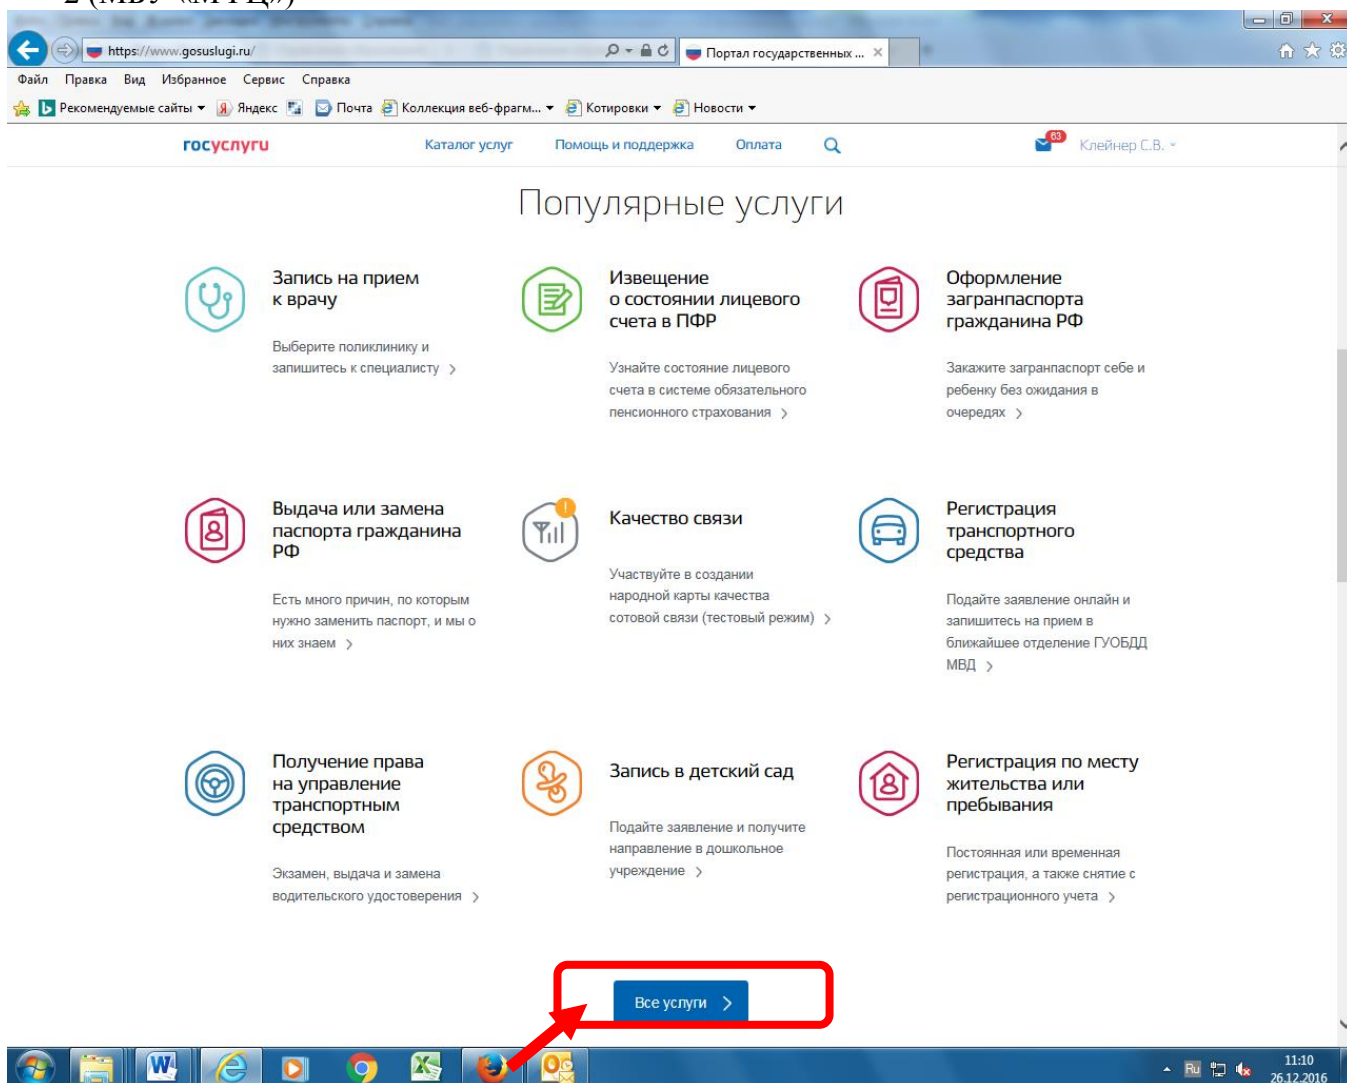 2 (МБУ «МФЦ»)
https://www.gosuslugi.ru/
Портал государственных ...
Файл Правка Вид Избранное Сервис Справка
Рекомендуемые сайты Яндекс Почта Коллекция веб-фрагм... Котировки Новости
госуслуги Каталог услуг Помощь и поддержка Оплата 63 Клейнер С.В.
Популярные услуги
Запись на прием
к врачу
Выберите поликлинику и
запишитесь к специалисту >
Извещение
о состоянии лицевого
счета в ПФР
Узнайте состояние лицевого
счета в системе обязательного
пенсионного страхования >
Оформление
загранпаспорта
гражданина РФ
Закажите загранпаспорт себе и
ребенку без ожидания в
очередях >
Выдача или замена
паспорта гражданина
РФ
Есть много причин, по которым
нужно заменить паспорт, и мы о
них знаем >
Качество связи
Участвуйте в создании
народной карты качества
сотовой связи (тестовый режим) >
Регистрация
транспортного
средства
Подайте заявление онлайн и
запишитесь на прием в
ближайшее отделение ГУОБДД
МВД >
Получение права
на управление
транспортным
средством
Экзамен, выдача и замена
водительского удостоверения >
Запись в детский сад
Подайте заявление и получите
направление в дошкольное
учреждение >
Регистрация по месту
жительства или
пребывания
Постоянная или временная
регистрация, а также снятие с
регистрационного учета >
Все услуги >
Ru
11:10
26.12.2016